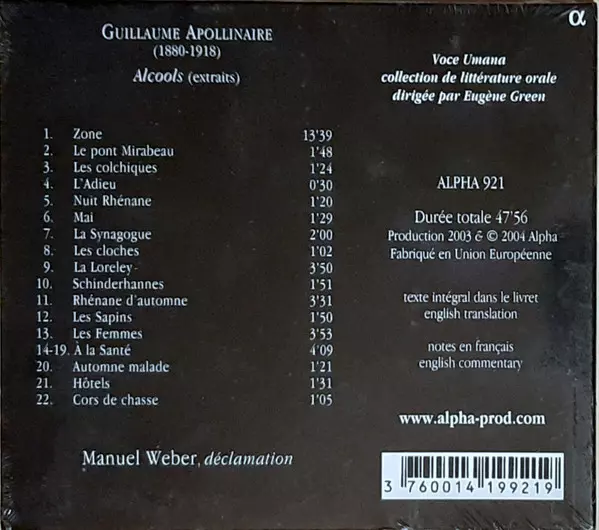 α
GUILLAUME APOLLINAIRE
(1880-1918)
Alcools (extraits)
1. Zone 13'39
2. Le pont Mirabeau 1'48
3. Les colchiques 1'24
4. L'Adieu 0'30
5. Nuit Rhénane 1'20
6. Mai 1'29
7. La Synagogue 2'00
8. Les cloches 1'02
9. La Loreley 3'50
10. Schinderhannes 1'51
11. Rhénane d'automne 3'31
12. Les Sapins 1'50
13. Les Femmes 3'53
14-19. À la Santé 4'09
20. Automne malade 1'21
21. Hôtels 1'31
22. Cors de chasse 1'05
Manuel Weber, déclamation
Voce Umana
collection de littérature orale
dirigée par Eugène Green
ALPHA 921
Durée totale 47'56
Production 2003 & © 2004 Alpha
Fabriqué en Union Européenne
texte intégral dans le livret
english translation
notes en français
english commentary
www.alpha-prod.com
3 760014 199219